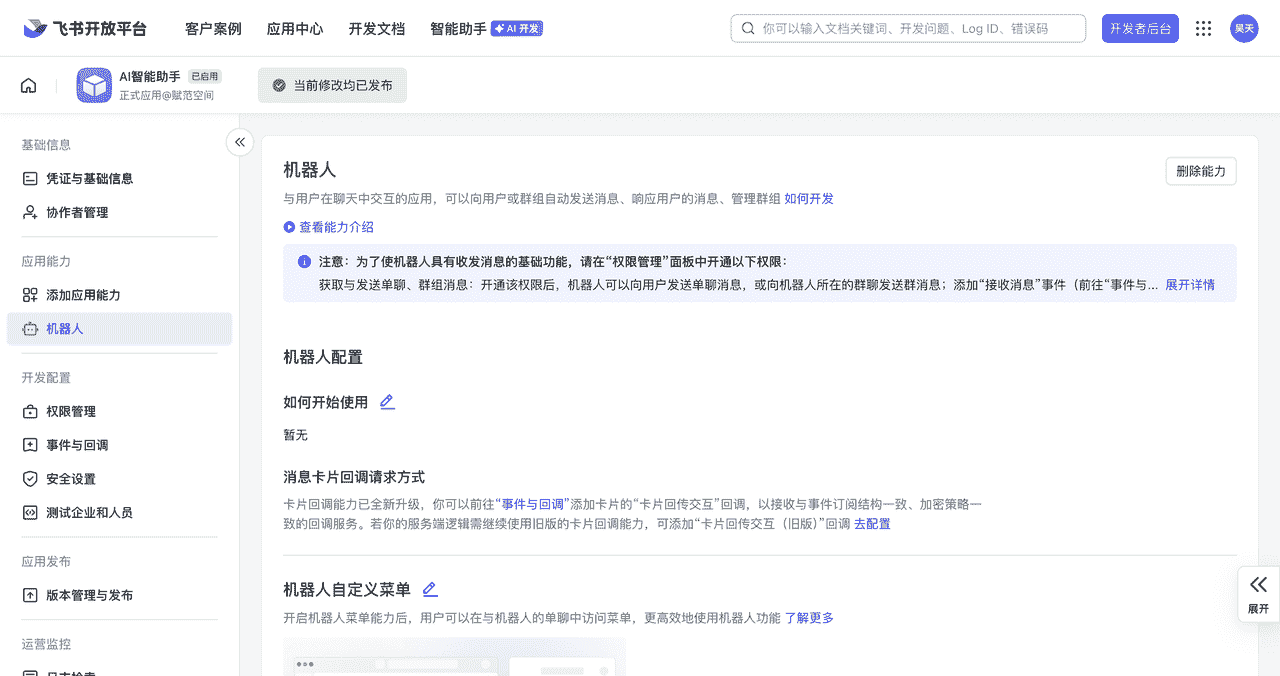 飞书开放平台
客户案例
应用中心
开发文档
智能助手 AI 开发
你可以输入文档关键词、开发问题、Log ID、错误码
开发者后台
昊天
AI智能助手 已启用
正式应用@赋范空间
当前修改均已发布
基础信息
凭证与基础信息
协作者管理
应用能力
添加应用能力
机器人
开发配置
权限管理
事件与回调
安全设置
测试企业和人员
应用发布
版本管理与发布
运营监控
日志检索
机器人
删除能力
与用户在聊天中交互的应用，可以向用户或群组自动发送消息、响应用户的消息、管理群组 如何开发
查看能力介绍
注意：为了使机器人具有收发消息的基础功能，请在“权限管理”面板中开通以下权限：
获取与发送单聊、群组消息：开通该权限后，机器人可以向用户发送单聊消息，或向机器人所在的群聊发送群消息；添加“接收消息”事件（前往“事件与... 展开详情
机器人配置
如何开始使用
暂无
消息卡片回调请求方式
卡片回调能力已全新升级，你可以前往“事件与回调”添加卡片的“卡片回传交互”回调，以接收与事件订阅结构一致、加密策略一
致的回调服务。若你的服务端逻辑需继续使用旧版的卡片回调能力，可添加“卡片回传交互（旧版）”回调 去配置
机器人自定义菜单
开启机器人菜单能力后，用户可以在与机器人的单聊中访问菜单，更高效地使用机器人功能 了解更多
展开